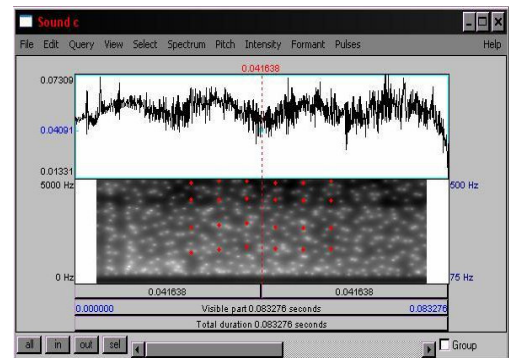 Sound c
File Edit Query View Select Spectrum Pitch Intensity Formant Pulses Help
0.041638
0.07309
0.04091
0.01331
5000 Hz 500 Hz
0 Hz 75 Hz
0.041638 0.041638
0.000000 Visible part 0.083276 seconds 0.083276
Total duration 0.083276 seconds
all in out sel Group